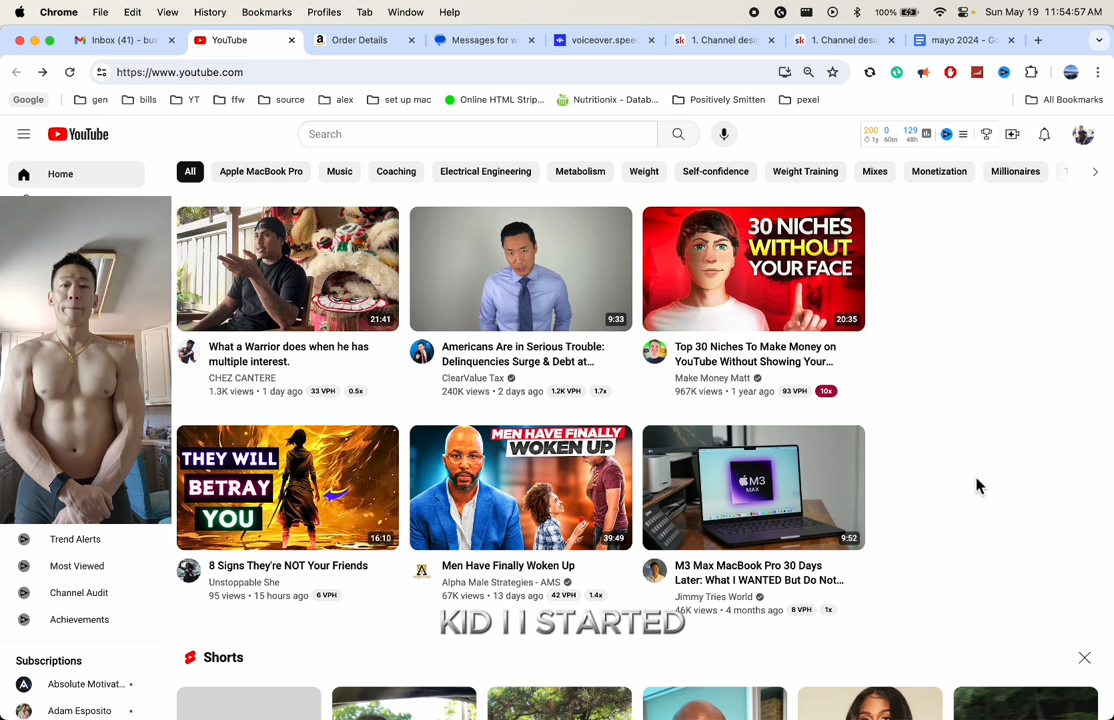 Chrome File Edit View History Bookmarks Profiles Tab Window Help 100% Sun May 19 11:54:57 AM
Inbox (41) - bus YouTube Order Details Messages for w voiceover.spee 1. Channel desig 1. Channel desig mayo 2024 - Go
https://www.youtube.com
Google gen bills YT ffw source alex set up mac Online HTML Strip... Nutritionix - Datab... Positively Smitten pexel All Bookmarks
YouTube Search 200 0 129
1y 60m 48h
Home All Apple MacBook Pro Music Coaching Electrical Engineering Metabolism Weight Self-confidence Weight Training Mixes Monetization Millionaires
30 NICHES
WITHOUT
YOUR FACE
21:41 9:33 20:35
What a Warrior does when he has
multiple interest.
CHEZ CANTERE
1.3K views • 1 day ago 33 VPH 0.5x
Americans Are in Serious Trouble:
Delinquencies Surge & Debt at...
ClearValue Tax
240K views • 2 days ago 1.2K VPH 1.7x
Top 30 Niches To Make Money on
YouTube Without Showing Your...
Make Money Matt
967K views • 1 year ago 93 VPH 10x
THEY WILL
BETRAY
YOU
16:10
MEN HAVE FINALLY
WOKEN UP
39:49
M3
MAX
9:52
8 Signs They're NOT Your Friends
Unstoppable She
95 views • 15 hours ago 6 VPH
Men Have Finally Woken Up
Alpha Male Strategies - AMS
67K views • 13 days ago 42 VPH 1.4x
M3 Max MacBook Pro 30 Days
Later: What I WANTED But Do Not...
Jimmy Tries World
46K views • 4 months ago 8 VPH 1x
KID I I STARTED
Trend Alerts
Most Viewed
Channel Audit
Achievements
Subscriptions
Absolute Motivat...
Adam Esposito
Shorts